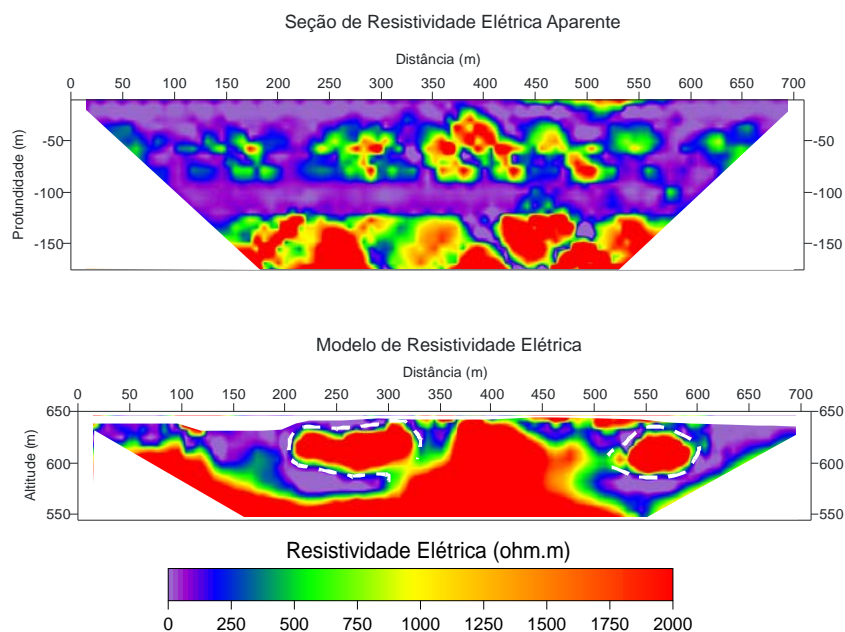 Seção de Resistividade Elétrica Aparente
Distância (m)
0 50 100 150 200 250 300 350 400 450 500 550 600 650 700
Profundidade (m)
-50 -50
-100 -100
-150 -150
Modelo de Resistividade Elétrica
Distância (m)
0 50 100 150 200 250 300 350 400 450 500 550 600 650 700
Altitude (m)
650 650
600 600
550 550
Resistividade Elétrica (ohm.m)
0 250 500 750 1000 1250 1500 1750 2000